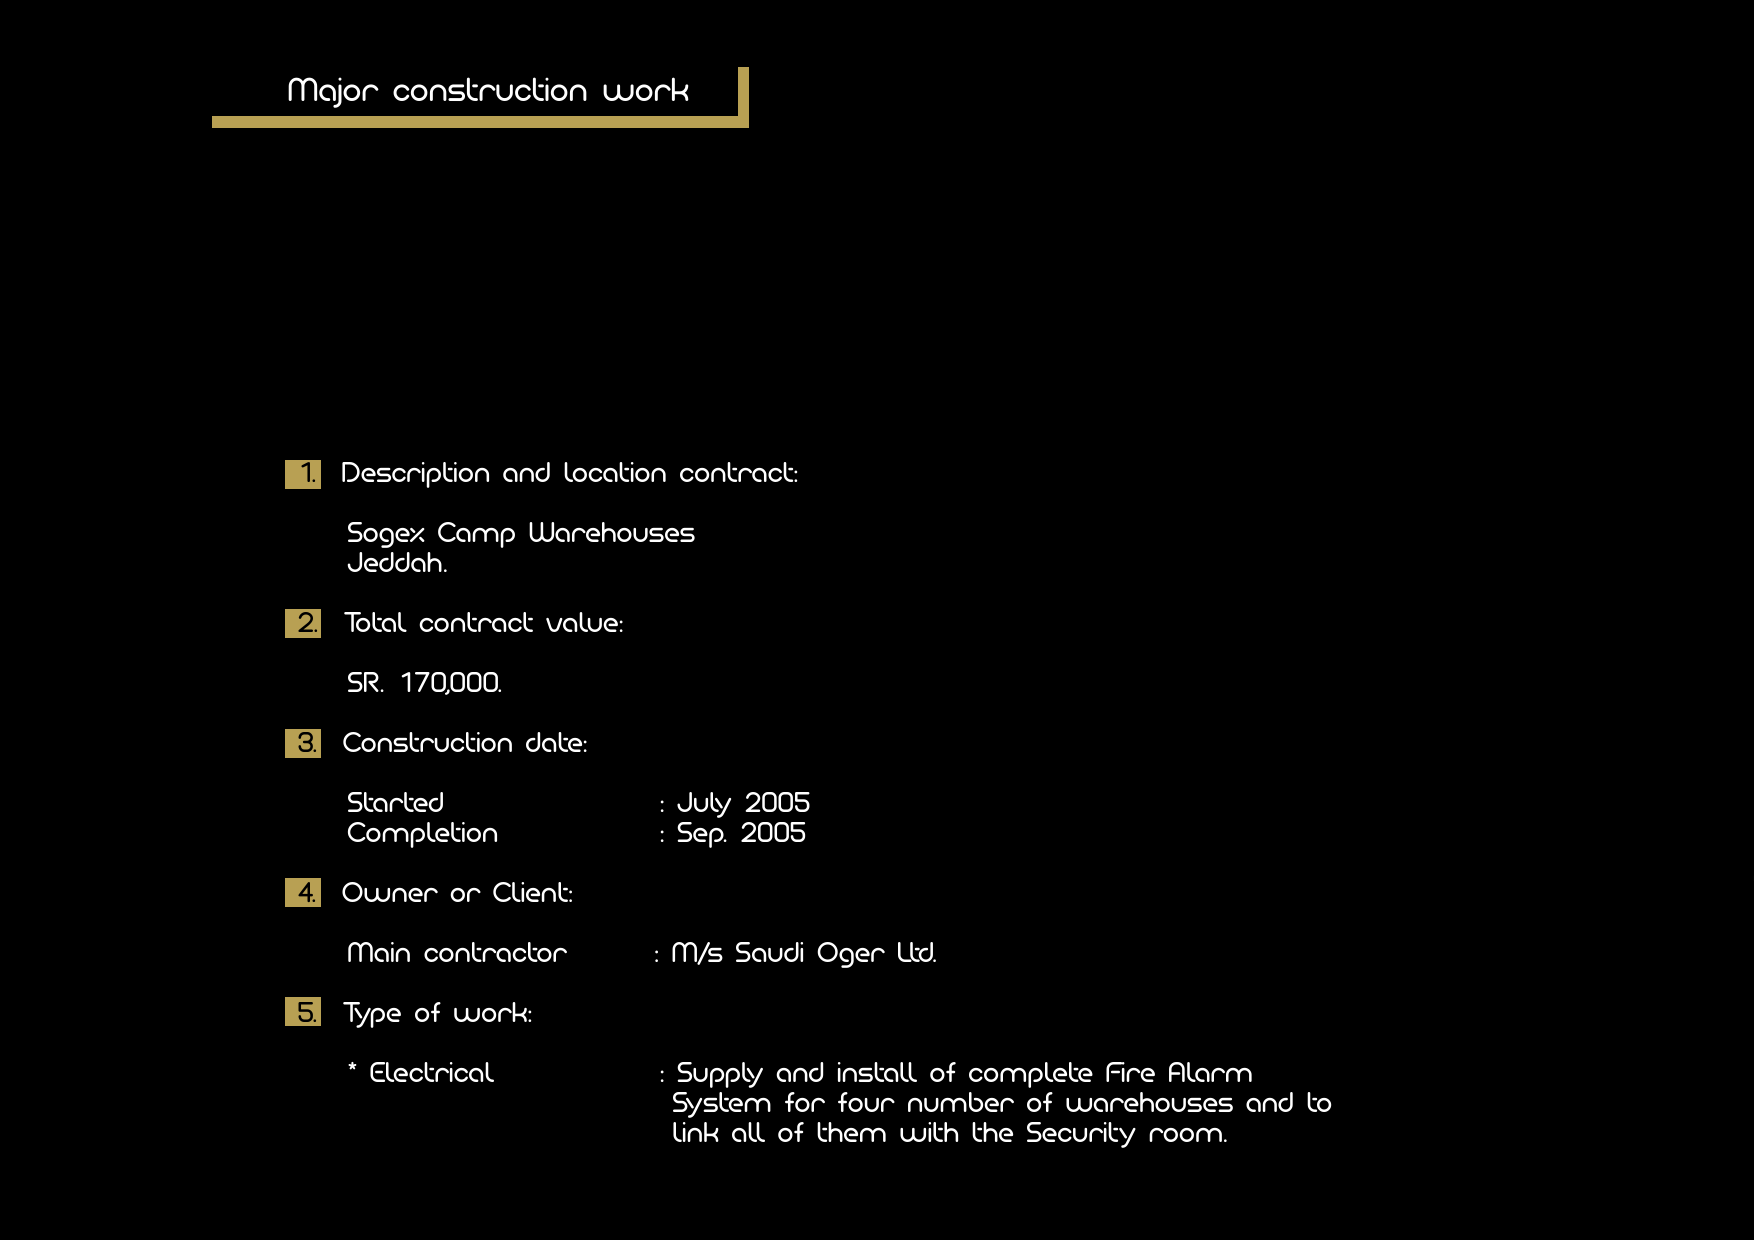 Major construction work
1. Description and location contract:
Sogex Camp Warehouses
Jeddah.
2. Total contract value:
SR. 170,000.
3. Construction date:
Started : July 2005
Completion : Sep. 2005
4. Owner or Client:
Main contractor : M/s Saudi Oger Ltd.
5. Type of work:
* Electrical : Supply and install of complete Fire Alarm
System for four number of warehouses and to
link all of them with the Security room.